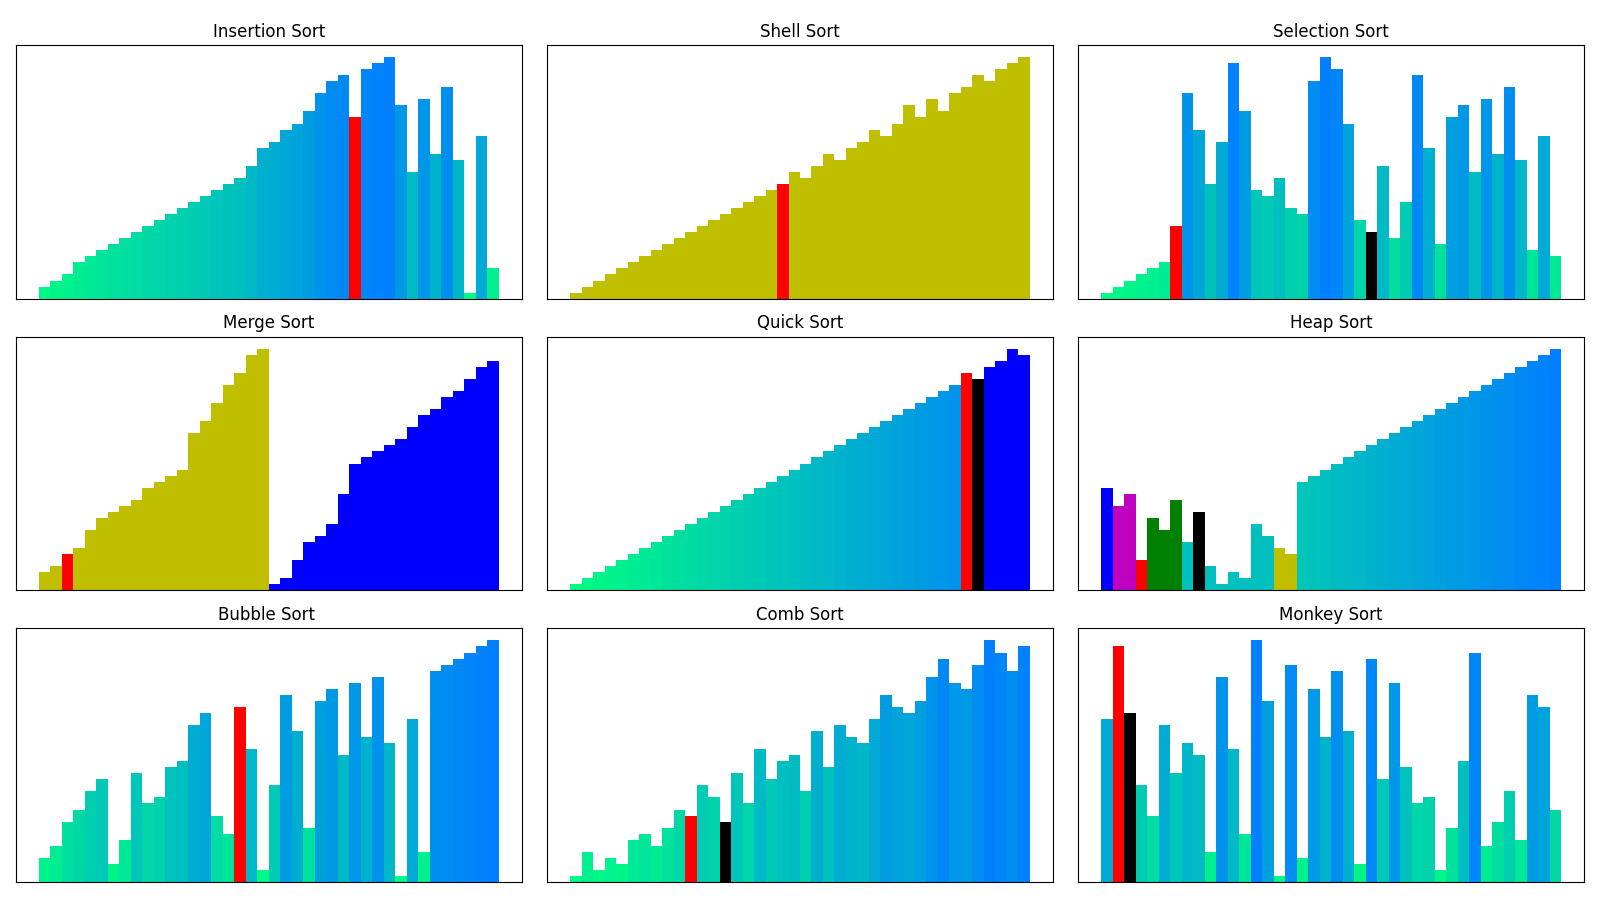 Insertion Sort
Shell Sort
Selection Sort
Merge Sort
Quick Sort
Heap Sort
Bubble Sort
Comb Sort
Monkey Sort